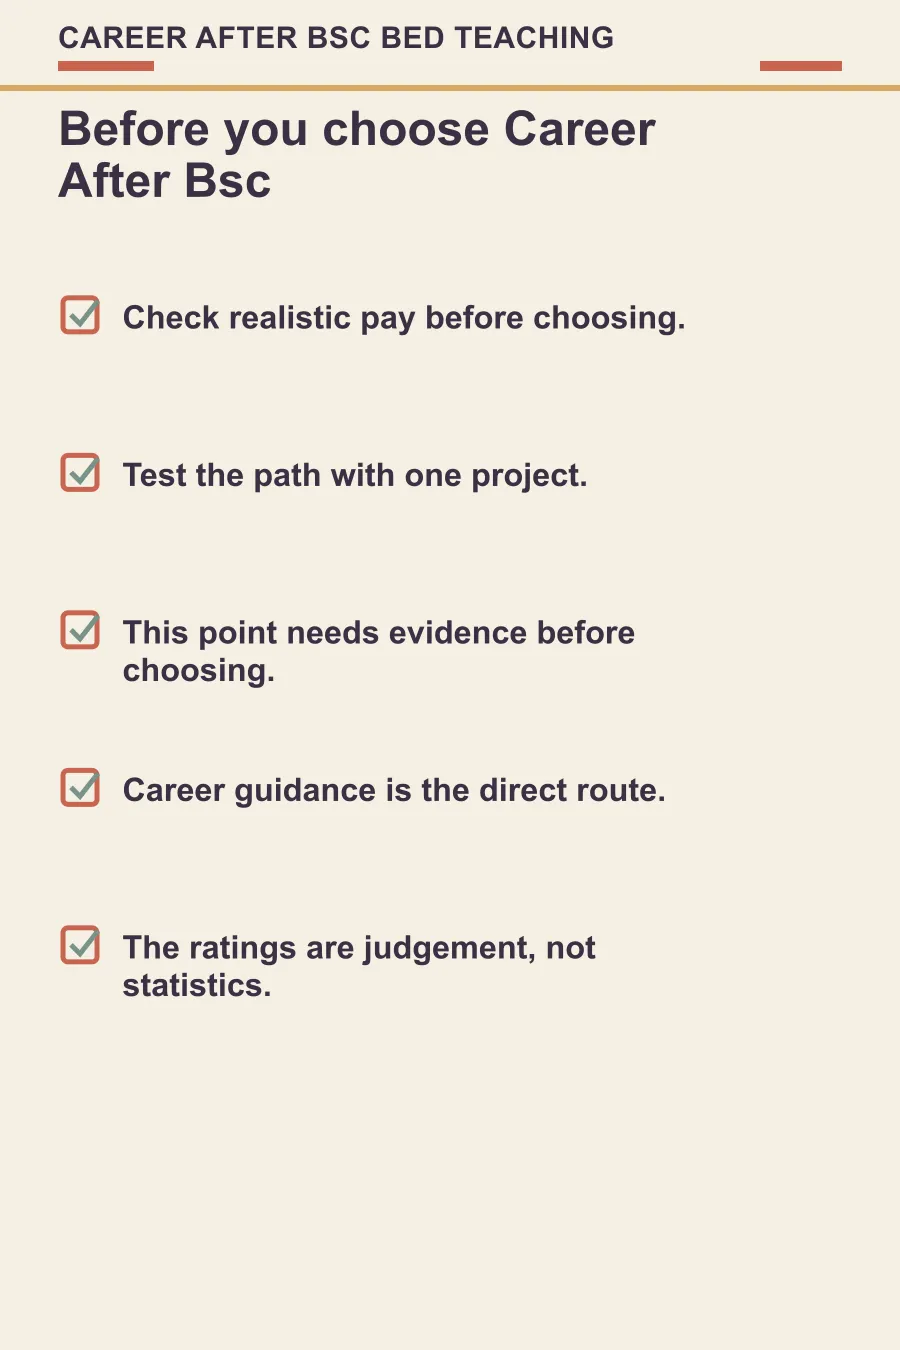 CAREER AFTER BSC BED TEACHING
Before you choose Career
After Bsc
Check realistic pay before choosing.
Test the path with one project.
This point needs evidence before
choosing.
Career guidance is the direct route.
The ratings are judgement, not
statistics.